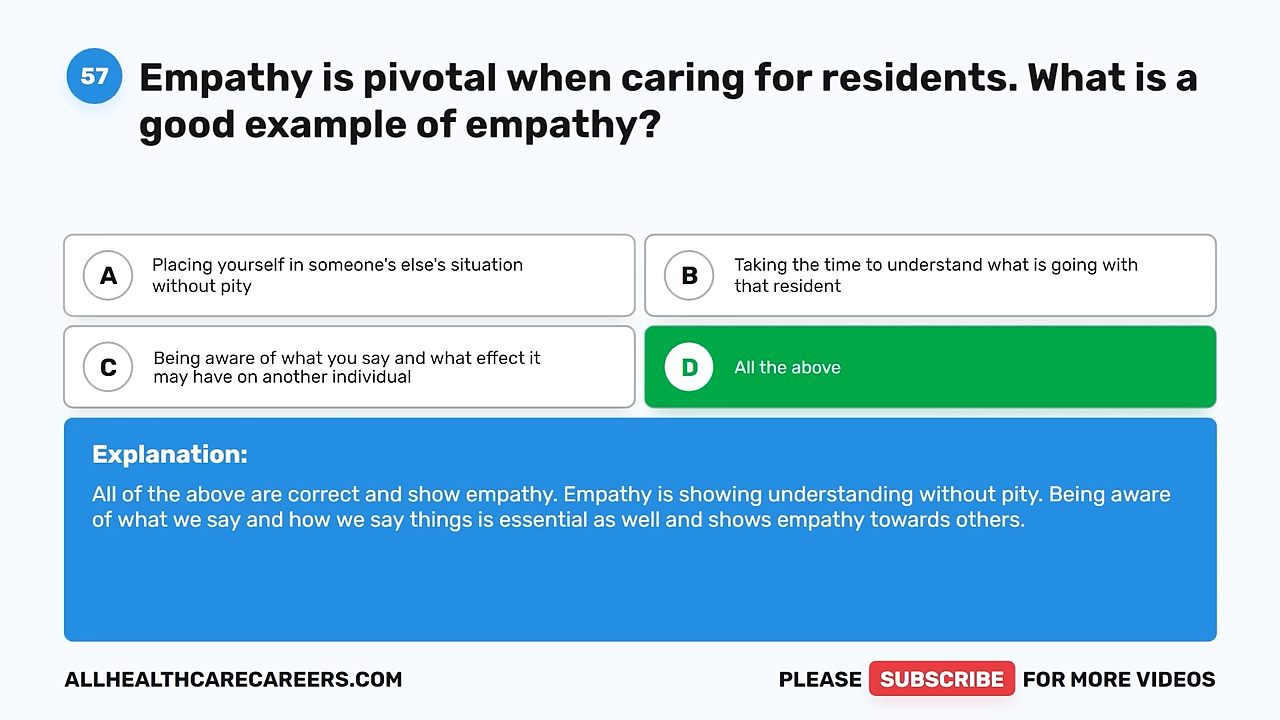 57
Empathy is pivotal when caring for residents. What is a
good example of empathy?
A
Placing yourself in someone's else's situation
without pity
B
Taking the time to understand what is going with
that resident
C
Being aware of what you say and what effect it
may have on another individual
D
All the above
Explanation:
All of the above are correct and show empathy. Empathy is showing understanding without pity. Being aware
of what we say and how we say things is essential as well and shows empathy towards others.
ALLHEALTHCARECAREERS.COM
PLEASE SUBSCRIBE FOR MORE VIDEOS